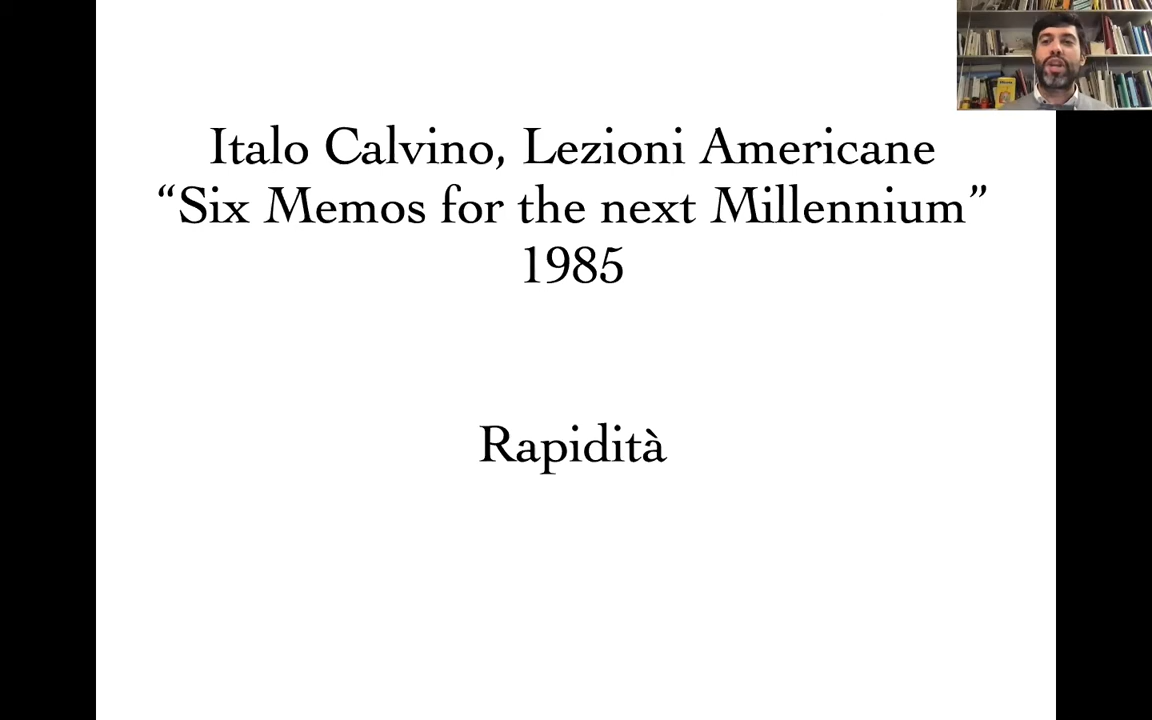 Italo Calvino, Lezioni Americane
“Six Memos for the next Millennium”
1985
Rapidità